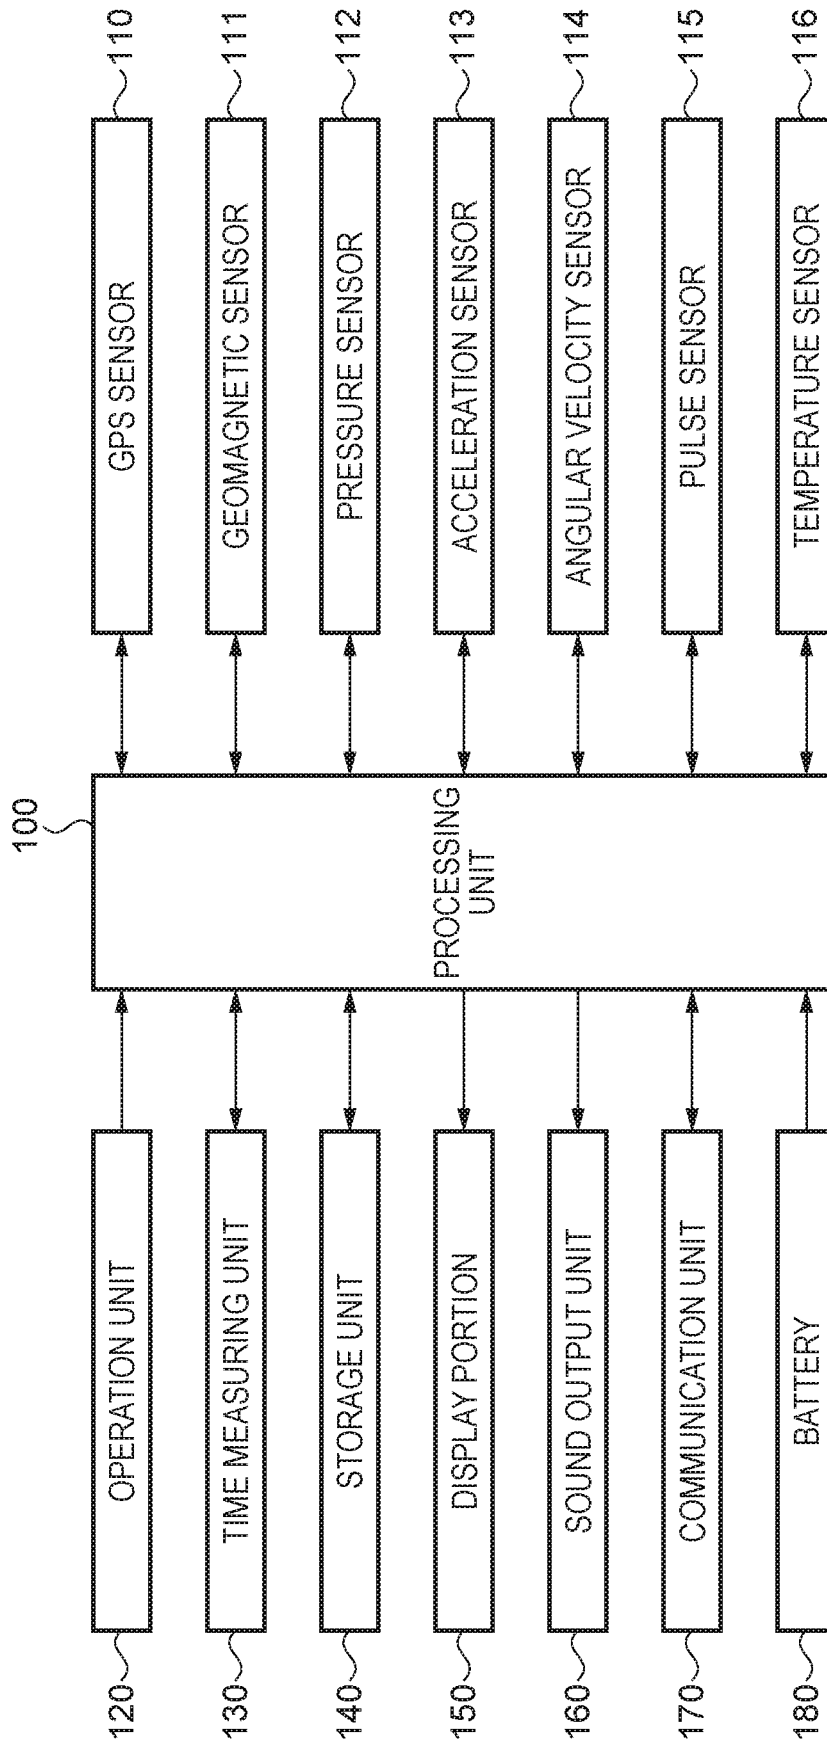 100
PROCESSING
UNIT
120
OPERATION UNIT
GPS SENSOR
110
130
TIME MEASURING UNIT
GEOMAGNETIC SENSOR
111
140
STORAGE UNIT
PRESSURE SENSOR
112
150
DISPLAY PORTION
ACCELERATION SENSOR
113
160
SOUND OUTPUT UNIT
ANGULAR VELOCITY SENSOR
114
170
COMMUNICATION UNIT
PULSE SENSOR
115
180
BATTERY
TEMPERATURE SENSOR
116